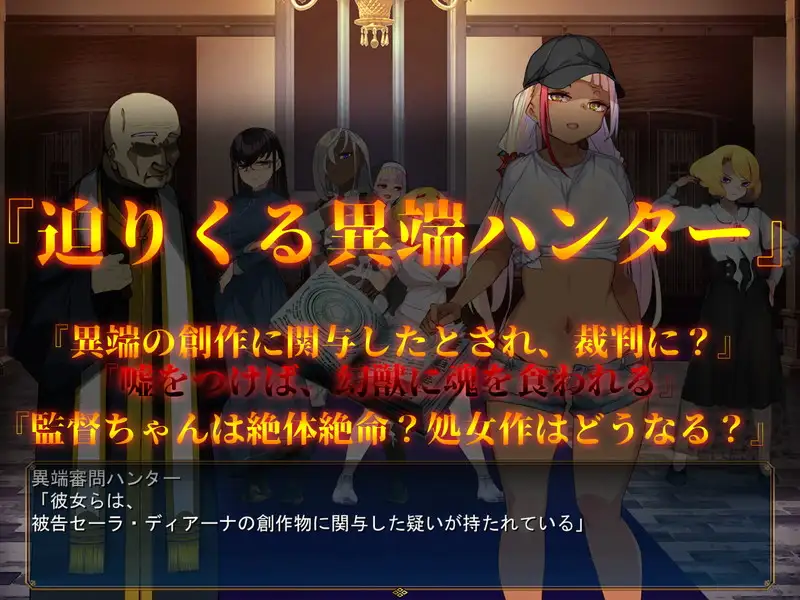 『迫りくる異端ハンター』
『異端の創作に関与したとされ、裁判に？』
『嘘をつけば、幻獣に魂を食われる』
『監督ちゃんは絶体絶命？処女作はどうなる？』
異端審問ハンター
「彼女らは、
被告セーラ・ディアーナの創作物に関与した疑いが持たれている」